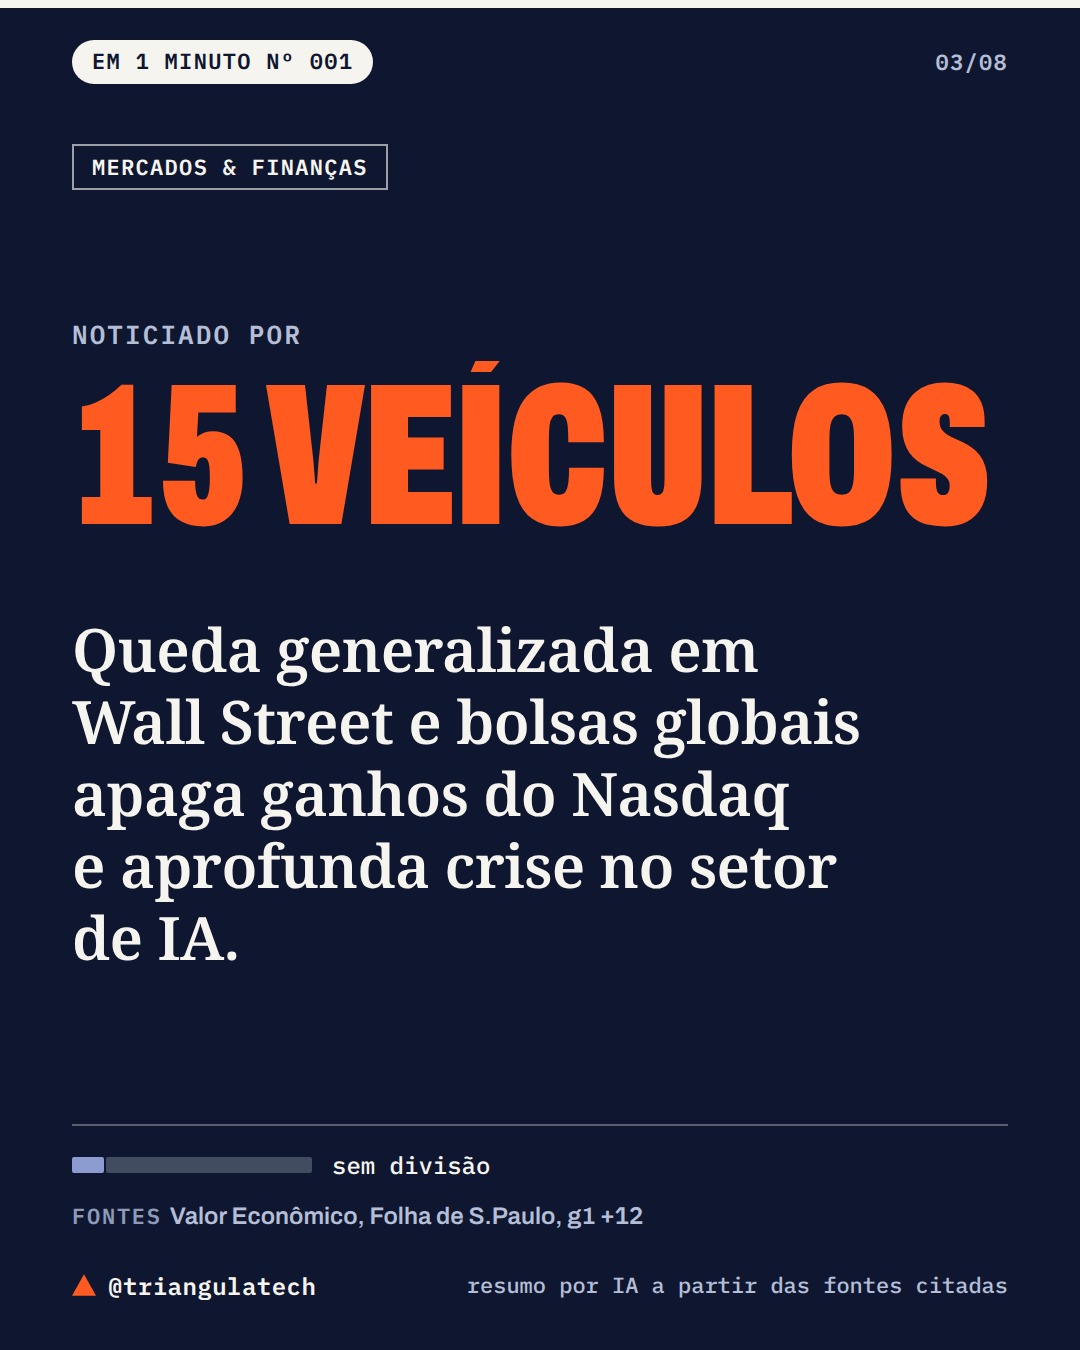 EM 1 MINUTO Nº 001
03/08
MERCADOS & FINANÇAS
NOTICIADO POR
15 VEÍCULOS
Queda generalizada em
Wall Street e bolsas globais
apaga ganhos do Nasdaq
e aprofunda crise no setor
de IA.
sem divisão
FONTES Valor Econômico, Folha de S.Paulo, g1 +12
@triangulatech
resumo por IA a partir das fontes citadas